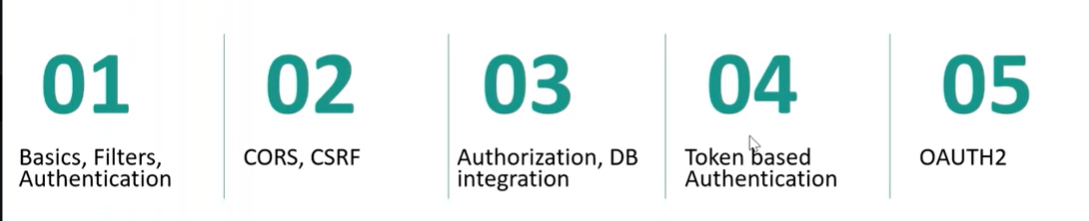 01
Basics, Filters,
Authentication
02
CORS, CSRF
03
Authorization, DB
integration
04
Token based
Authentication
05
OAUTH2